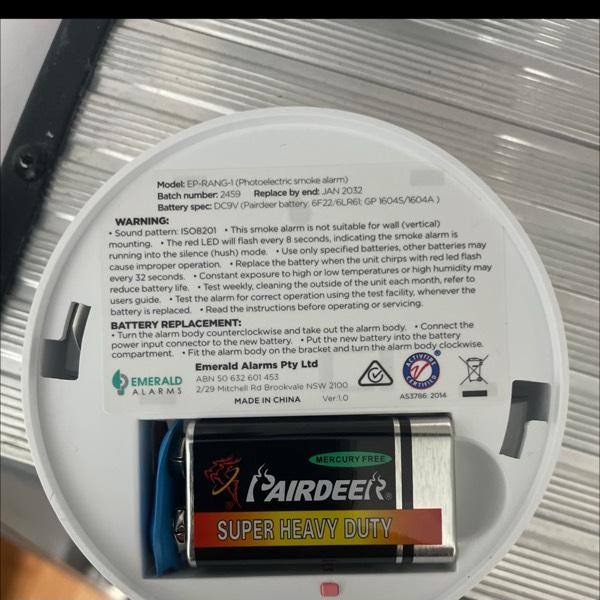 Model: EP-RANG-1 (Photoelectric smoke alarm)
Batch number: 2459 Replace by end: JAN 2032
Battery spec: DC9V (Pairdeer battery: 6F22/6LR61; GP 1604S/1604A )
WARNING:
• Sound pattern: ISO8201 • This smoke alarm is not suitable for wall (vertical)
mounting. • The red LED will flash every 8 seconds, indicating the smoke alarm is
running into the silence (hush) mode. • Use only specified batteries, other batteries may
cause improper operation. • Replace the battery when the unit chirps with red led flash
every 32 seconds. • Constant exposure to high or low temperatures or high humidity may
reduce battery life. • Test weekly, cleaning the outside of the unit each month, refer to
users guide. • Test the alarm for correct operation using the test facility, whenever the
battery is replaced. • Read the instructions before operating or servicing.
BATTERY REPLACEMENT:
• Turn the alarm body counterclockwise and take out the alarm body. • Connect the
power input connector to the new battery. • Put the new battery into the battery
compartment. • Fit the alarm body on the bracket and turn the alarm body clockwise.
EMERALD
ALARMS
Emerald Alarms Pty Ltd
ABN 50 632 601 453
2/29 Mitchell Rd Brookvale NSW 2100
MADE IN CHINA Ver:1.0
ACTIVFIRE
CERTIFIED
AS3786: 2014
MERCURY FREE
PAIRDEER®
SUPER HEAVY DUTY